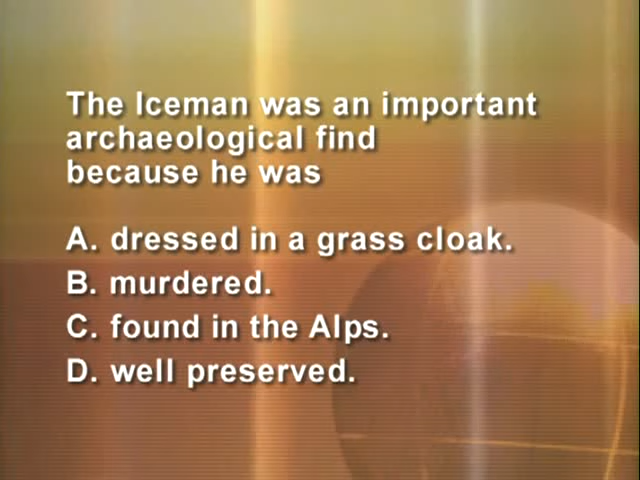 The Iceman was an important
archaeological find
because he was
A. dressed in a grass cloak.
B. murdered.
C. found in the Alps.
D. well preserved.